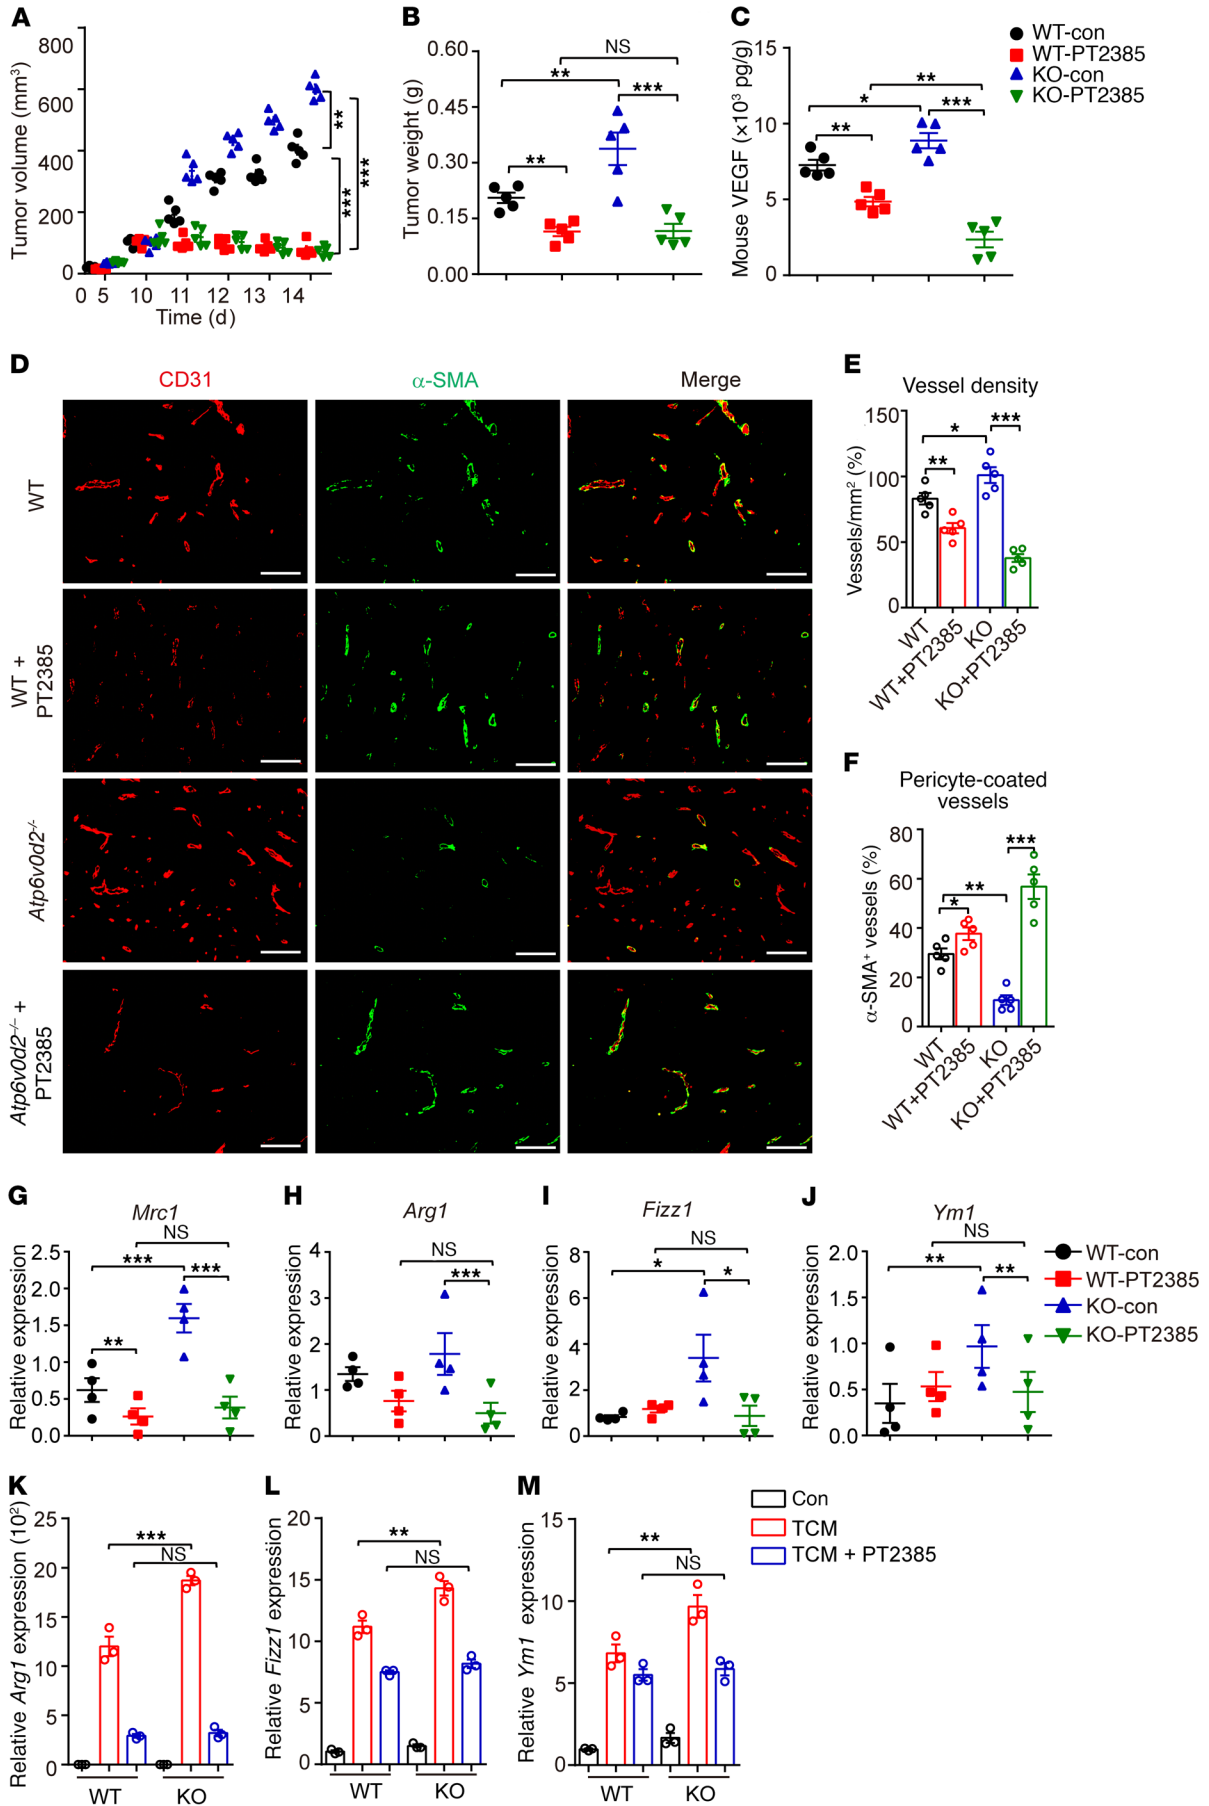 A
Tumor volume (mm³)
800
600
400
200
0
0 5 10 11 12 13 14
Time (d)
**
***
***
B
Tumor weight (g)
0.60
0.45
0.30
0.15
0.00
NS
**
***
**
C
Mouse VEGF (×10³ pg/g)
15
10
5
0
**
*
***
**
WT-con
WT-PT2385
KO-con
KO-PT2385
D
CD31
α-SMA
Merge
WT
WT +
PT2385
Atp6v0d2-/-
Atp6v0d2–/– +
PT2385
E
Vessel density
Vessels/mm² (%)
150
100
50
0
***
*
**
WT
WT+PT2385
KO
KO+PT2385
F
Pericyte-coated
vessels
α-SMA⁺ vessels (%)
80
60
40
20
0
***
**
*
WT
WT+PT2385
KO
KO+PT2385
G
Mrc1
Relative expression
2.5
2.0
1.5
1.0
0.5
0.0
NS
***
***
**
H
Arg1
Relative expression
4
3
2
1
0
NS
***
I
Fizz1
Relative expression
8
6
4
2
0
NS
*
*
J
Ym1
Relative expression
2.0
1.5
1.0
0.5
0.0
NS
**
**
WT-con
WT-PT2385
KO-con
KO-PT2385
K
Relative Arg1 expression (10²)
25
20
15
10
5
0
***
NS
WT KO
L
Relative Fizz1 expression
20
15
10
5
0
**
NS
WT KO
M
Relative Ym1 expression
15
10
5
0
**
NS
WT KO
Con
TCM
TCM + PT2385